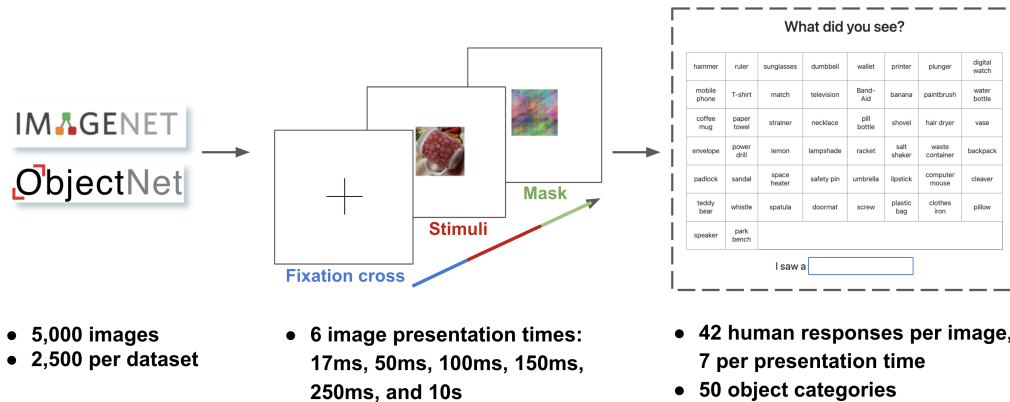 IMAGENET
ObjectNet
Fixation cross
Stimuli
Mask
What did you see?
hammer ruler sunglasses dumbbell wallet printer plunger digital watch
mobile phone T-shirt match television Band-Aid banana paintbrush water bottle
coffee mug paper towel strainer necklace pill bottle shovel hair dryer vase
envelope power drill lemon lampshade racket salt shaker waste container backpack
padlock sandal space heater safety pin umbrella lipstick computer mouse cleaver
teddy bear whistle spatula doormat screw plastic bag clothes iron pillow
speaker park bench
I saw a
● 5,000 images
● 2,500 per dataset
● 6 image presentation times:
17ms, 50ms, 100ms, 150ms,
250ms, and 10s
● 42 human responses per image,
7 per presentation time
● 50 object categories